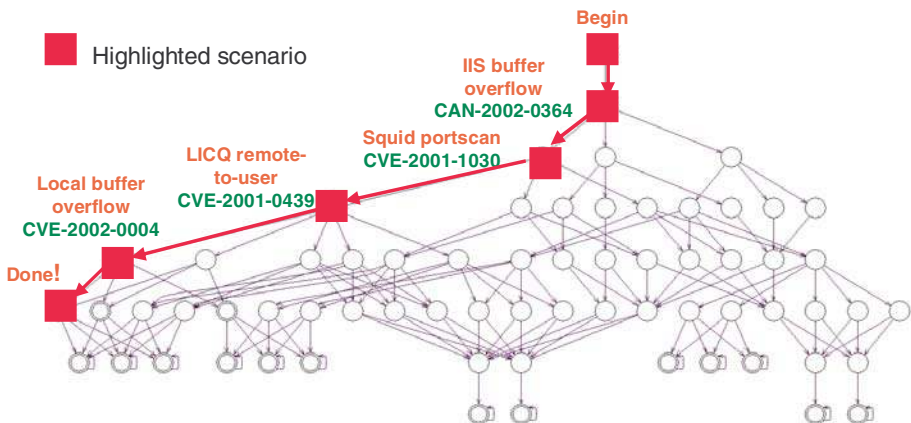 Begin
Highlighted scenario
IIS buffer
overflow
CAN-2002-0364
Squid portscan
CVE-2001-1030
LICQ remote-
to-user
CVE-2001-0439
Local buffer
overflow
CVE-2002-0004
Done!